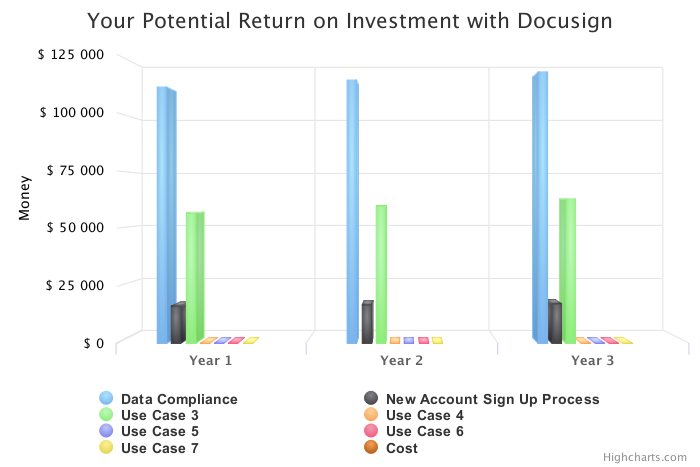 Your Potential Return on Investment with Docusign
$ 125 000
$ 100 000
$ 75 000
$ 50 000
$ 25 000
$ 0
Money
Year 1
Year 2
Year 3
Data Compliance
New Account Sign Up Process
Use Case 3
Use Case 4
Use Case 5
Use Case 6
Use Case 7
Cost
Highcharts.com